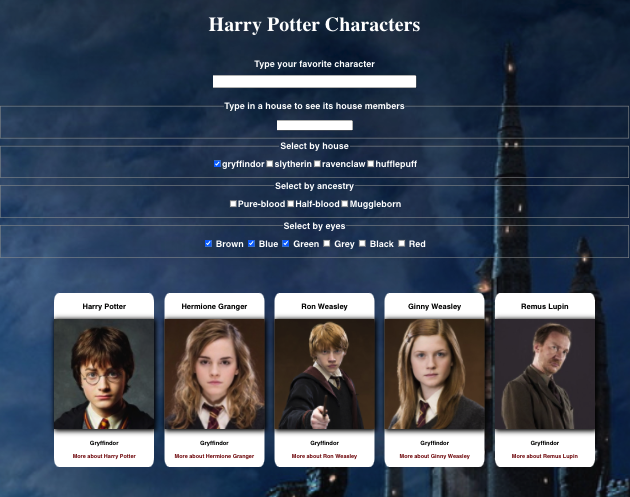 Harry Potter Characters
Type your favorite character
Type in a house to see its house members
Select by house
gryffindor slytherin ravenclaw hufflepuff
Select by ancestry
Pure-blood Half-blood Muggleborn
Select by eyes
Brown Blue Green Grey Black Red
Harry Potter Hermione Granger Ron Weasley Ginny Weasley Remus Lupin
Gryffindor Gryffindor Gryffindor Gryffindor Gryffindor
More about Harry Potter More about Hermione Granger More about Ron Weasley More about Ginny Weasley More about Remus Lupin